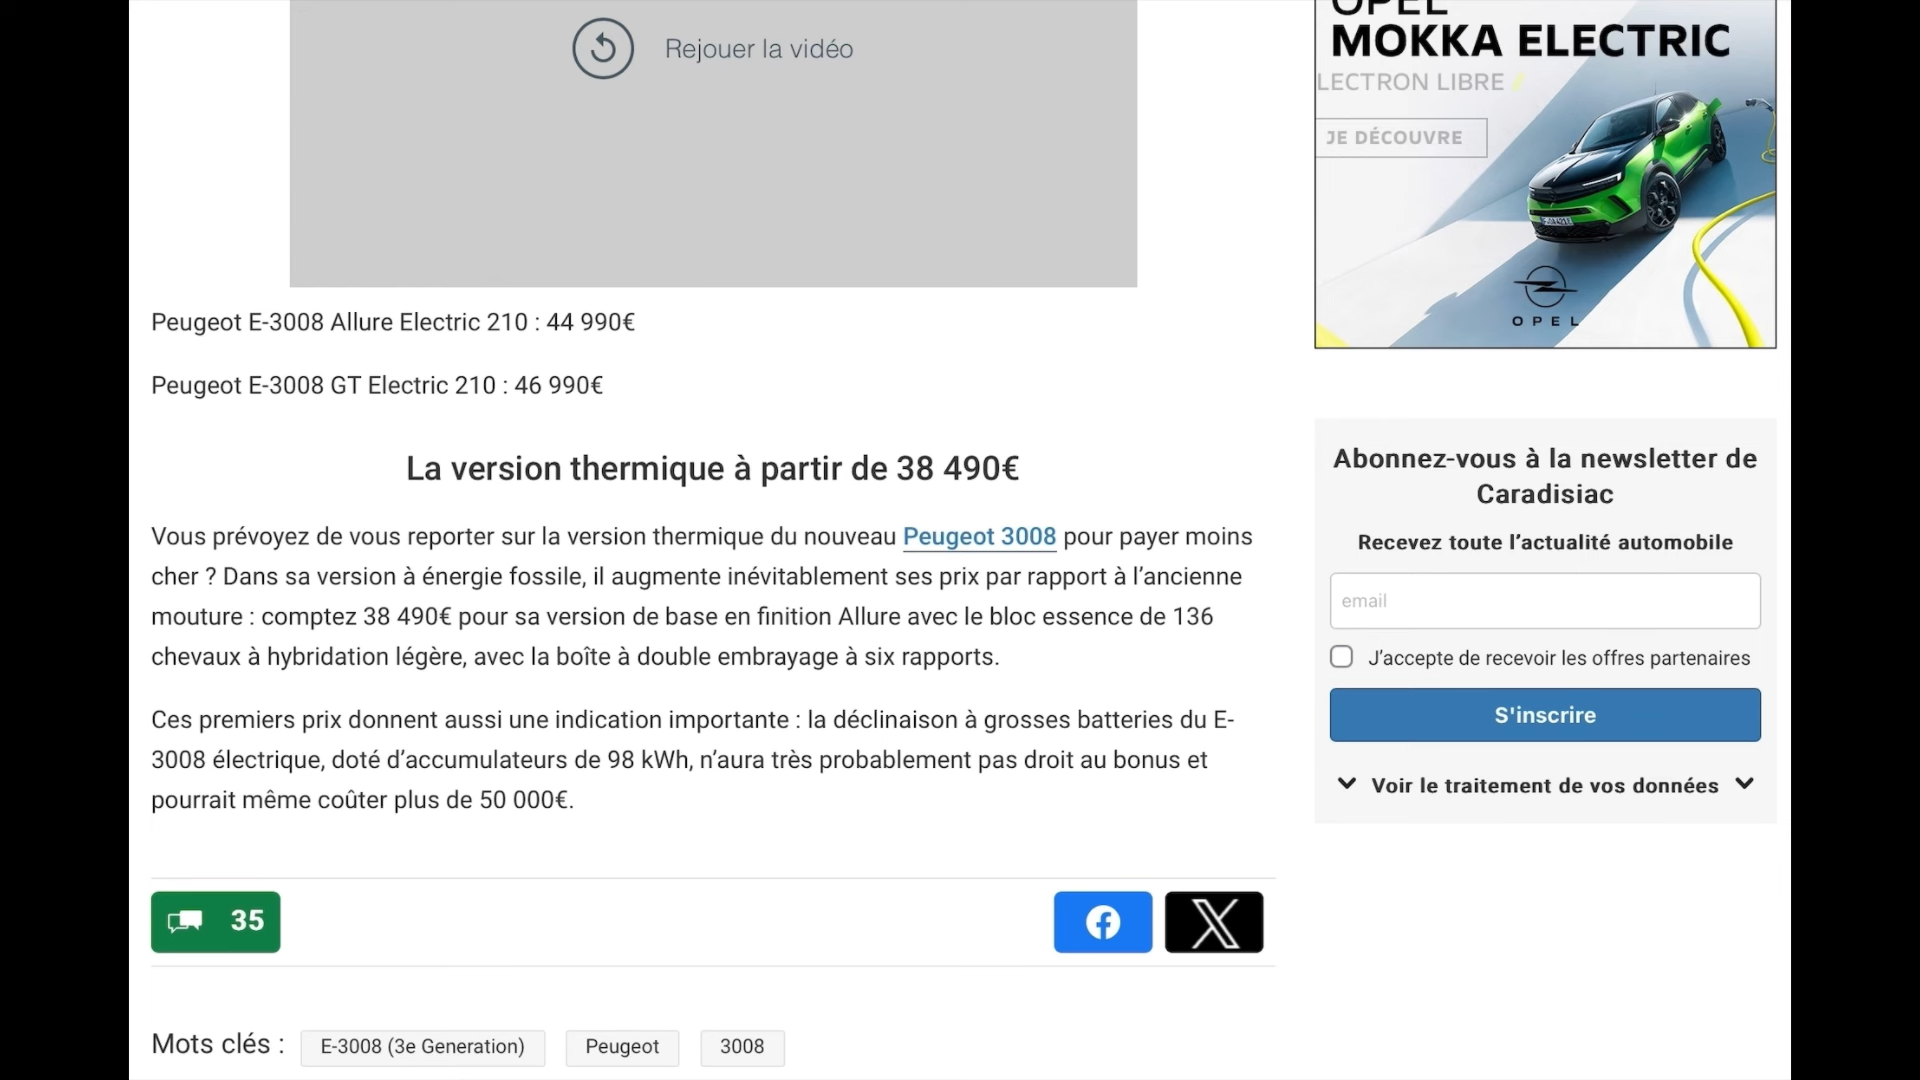 Rejouer la vidéo
Peugeot E-3008 Allure Electric 210 : 44 990€
Peugeot E-3008 GT Electric 210 : 46 990€
La version thermique à partir de 38 490€
Vous prévoyez de vous reporter sur la version thermique du nouveau Peugeot 3008 pour payer moins
cher ? Dans sa version à énergie fossile, il augmente inévitablement ses prix par rapport à l’ancienne
mouture : comptez 38 490€ pour sa version de base en finition Allure avec le bloc essence de 136
chevaux à hybridation légère, avec la boîte à double embrayage à six rapports.
Ces premiers prix donnent aussi une indication importante : la déclinaison à grosses batteries du E-
3008 électrique, doté d’accumulateurs de 98 kWh, n’aura très probablement pas droit au bonus et
pourrait même coûter plus de 50 000€.
35
Mots clés :
E-3008 (3e Generation)
Peugeot
3008
OPEL
MOKKA ELECTRIC
LECTRON LIBRE /
JE DÉCOUVRE
OPEL
Abonnez-vous à la newsletter de
Caradisiac
Recevez toute l’actualité automobile
email
J’accepte de recevoir les offres partenaires
S'inscrire
Voir le traitement de vos données